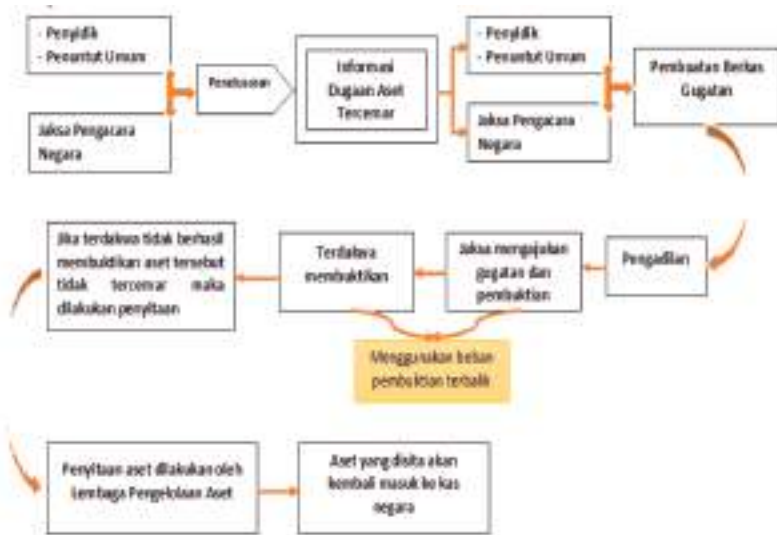 - Penyidik
- Penuntut Umum
Jaksa Pengacara
Negara
Penelusuran
Informasi
Dugaan Aset
Tercemar
- Penyidik
- Penuntut Umum
Jaksa Pengacara
Negara
Pembuatan Berkas
Gugatan
Jika terdakwa tidak berhasil
membuktikan aset tersebut
tidak tercemar maka
dilakukan penyitaan
Terdakwa
membuktikan
Jaksa mengajukan
gugatan dan
pembuktian
Pengadilan
Menggunakan beban
pembuktian terbalik
Penyitaan aset dilakukan oleh
Lembaga Pengelolaan Aset
Aset yang disita akan
kembali masuk ke kas
negara